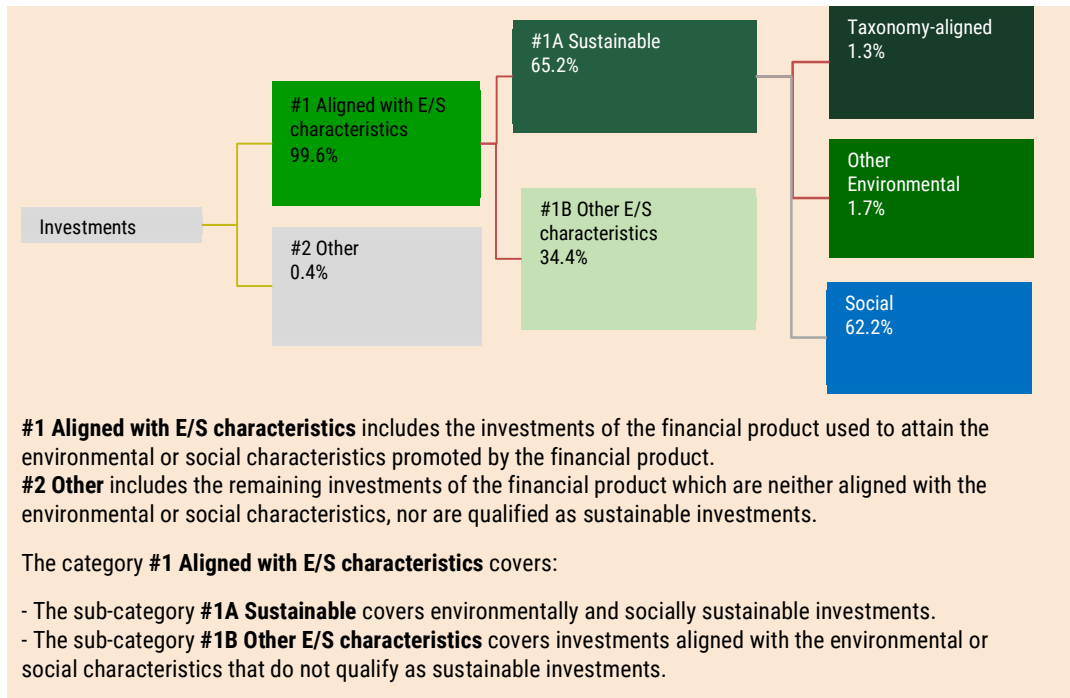 Investments
#1 Aligned with E/S
characteristics
99.6%
#2 Other
0.4%
#1A Sustainable
65.2%
#1B Other E/S
characteristics
34.4%
Taxonomy-aligned
1.3%
Other
Environmental
1.7%
Social
62.2%
#1 Aligned with E/S characteristics includes the investments of the financial product used to attain the
environmental or social characteristics promoted by the financial product.
#2 Other includes the remaining investments of the financial product which are neither aligned with the
environmental or social characteristics, nor are qualified as sustainable investments.
The category #1 Aligned with E/S characteristics covers:
- The sub-category #1A Sustainable covers environmentally and socially sustainable investments.
- The sub-category #1B Other E/S characteristics covers investments aligned with the environmental or
social characteristics that do not qualify as sustainable investments.